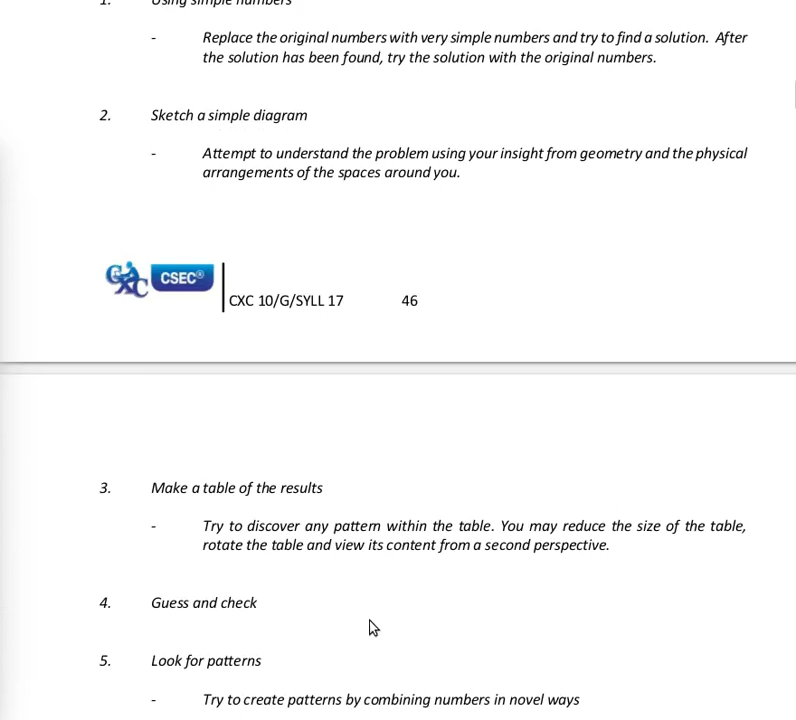 1. Using simple numbers
- Replace the original numbers with very simple numbers and try to find a solution. After
the solution has been found, try the solution with the original numbers.
2. Sketch a simple diagram
- Attempt to understand the problem using your insight from geometry and the physical
arrangements of the spaces around you.
CXC CSEC®
CXC 10/G/SYLL 17 46
3. Make a table of the results
- Try to discover any pattern within the table. You may reduce the size of the table,
rotate the table and view its content from a second perspective.
4. Guess and check
5. Look for patterns
- Try to create patterns by combining numbers in novel ways